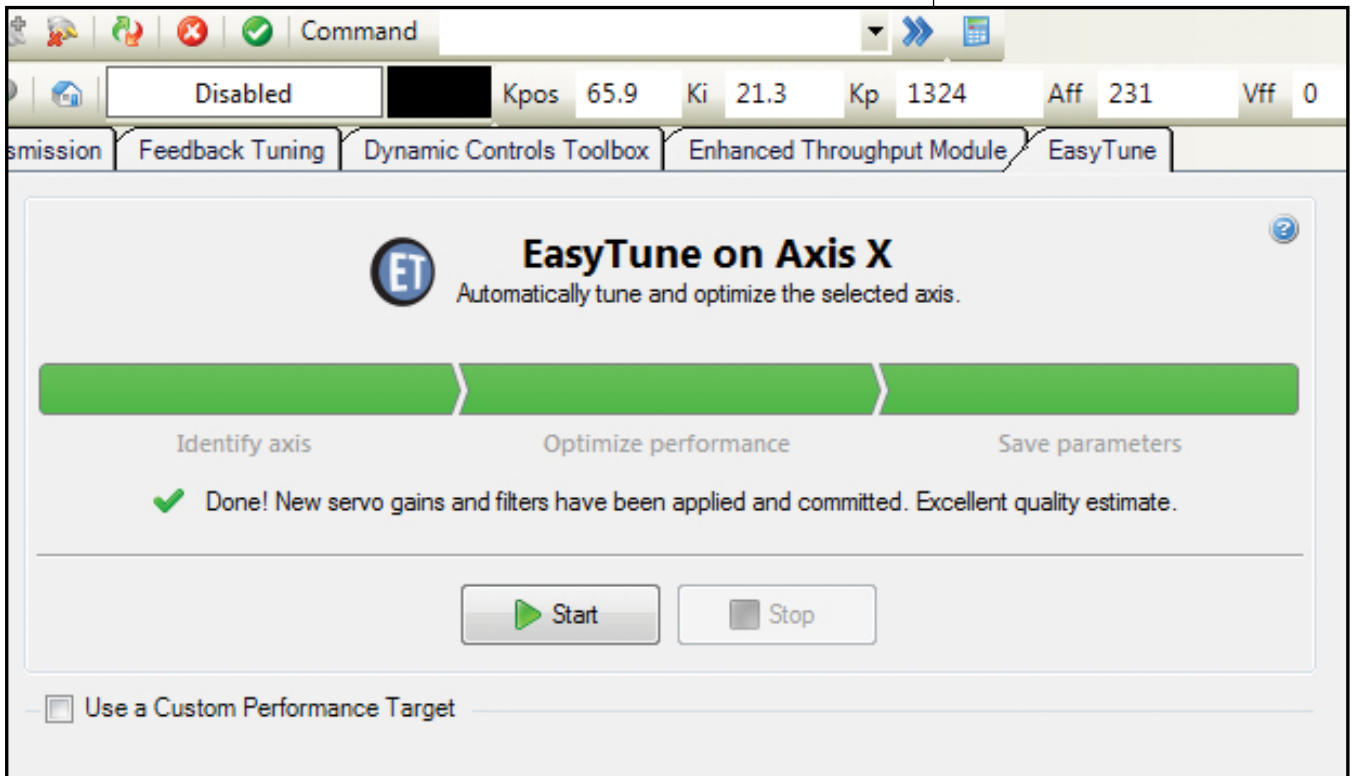 Command
Disabled Kpos 65.9 Ki 21.3 Kp 1324 Aff 231 Vff 0
smission Feedback Tuning Dynamic Controls Toolbox Enhanced Throughput Module EasyTune
ET EasyTune on Axis X
Automatically tune and optimize the selected axis.
Identify axis Optimize performance Save parameters
Done! New servo gains and filters have been applied and committed. Excellent quality estimate.
Start Stop
Use a Custom Performance Target